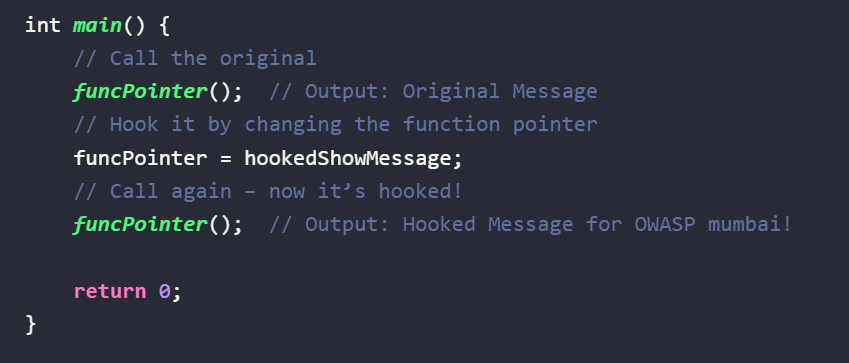 int main() {
    // Call the original
    funcPointer();  // Output: Original Message
    // Hook it by changing the function pointer
    funcPointer = hookedShowMessage;
    // Call again – now it’s hooked!
    funcPointer();  // Output: Hooked Message for OWASP mumbai!
    return 0;
}